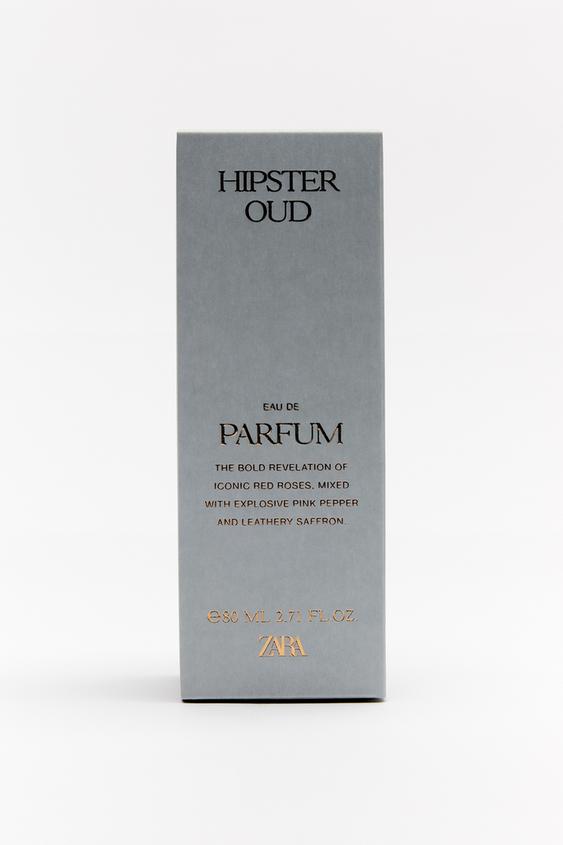 HIPSTER
OUD
EAU DE
PARFUM
THE BOLD REVELATION OF
ICONIC RED ROSES, MIXED
WITH EXPLOSIVE PINK PEPPER
AND LEATHERY SAFFRON.
℮80 ML 2.71 FL OZ.
ZARA